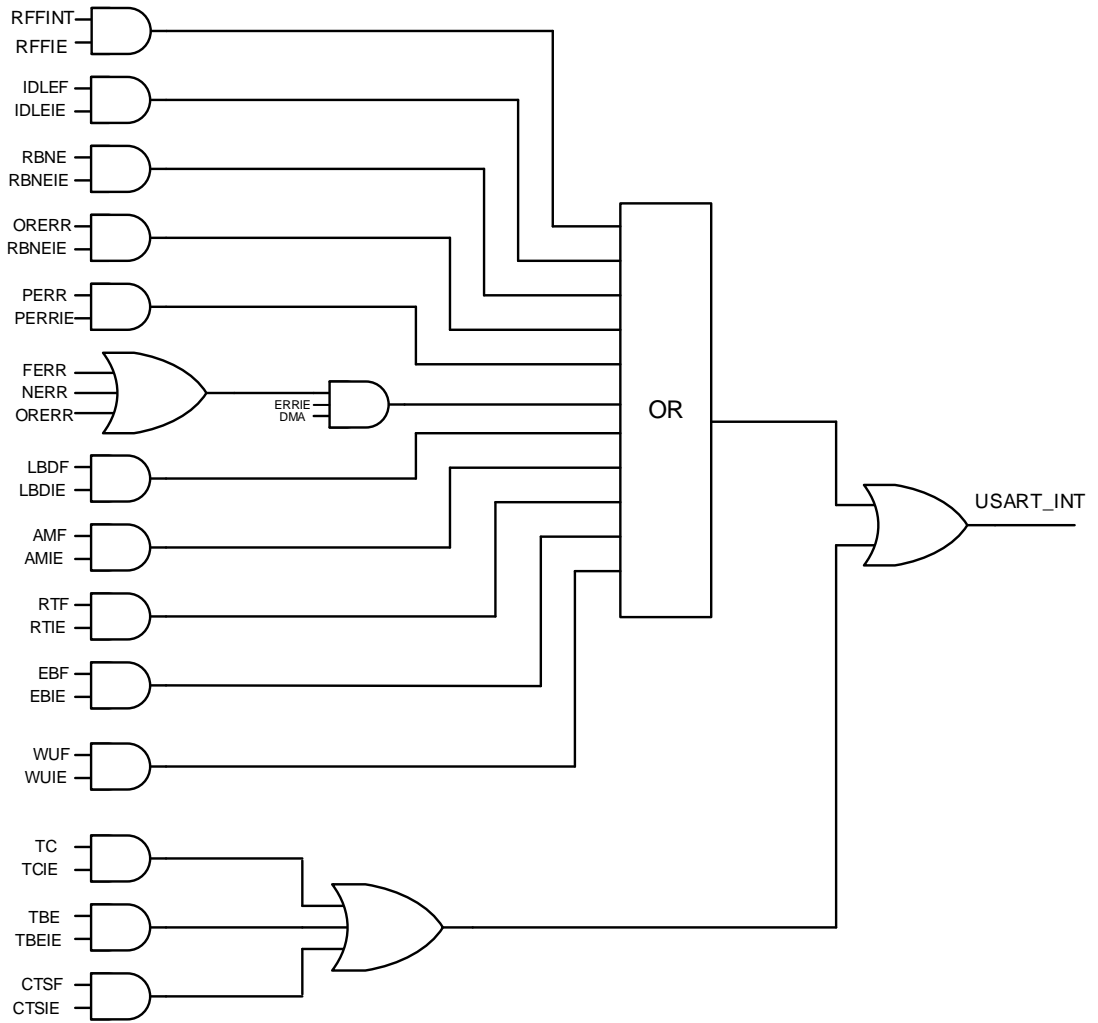 RFFINT
RFFIE
IDLEF
IDLEIE
RBNE
RBNEIE
ORERR
RBNEIE
PERR
PERRIE
FERR
NERR
ORERR
ERRIE
DMA
LBDF
LBDIE
AMF
AMIE
RTF
RTIE
EBF
EBIE
WUF
WUIE
OR
USART_INT
TC
TCIE
TBE
TBEIE
CTSF
CTSIE